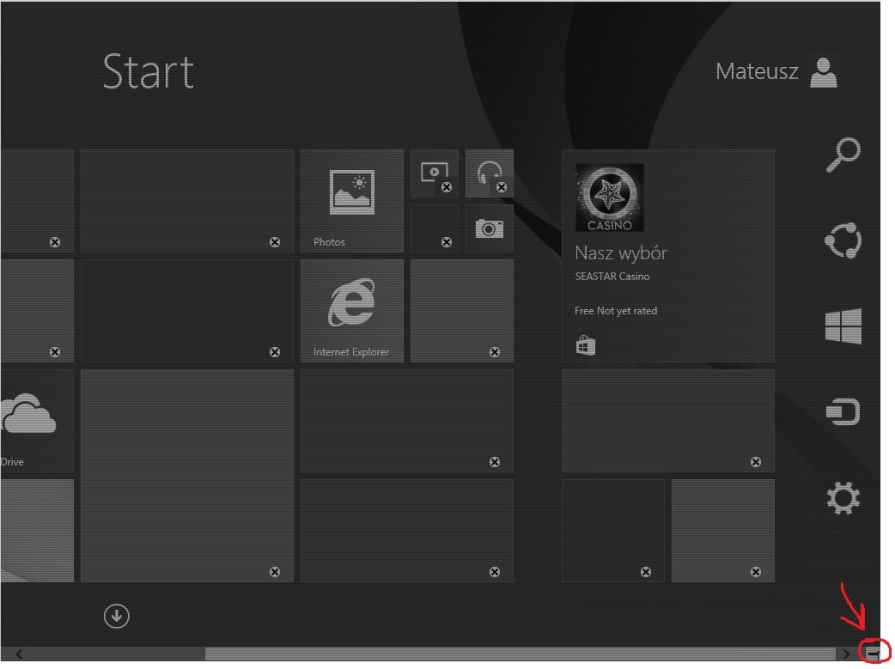 Start
Mateusz
Photos
CASINO
Nasz wybór
SEASTAR Casino
Free Not yet rated
Internet Explorer
Drive